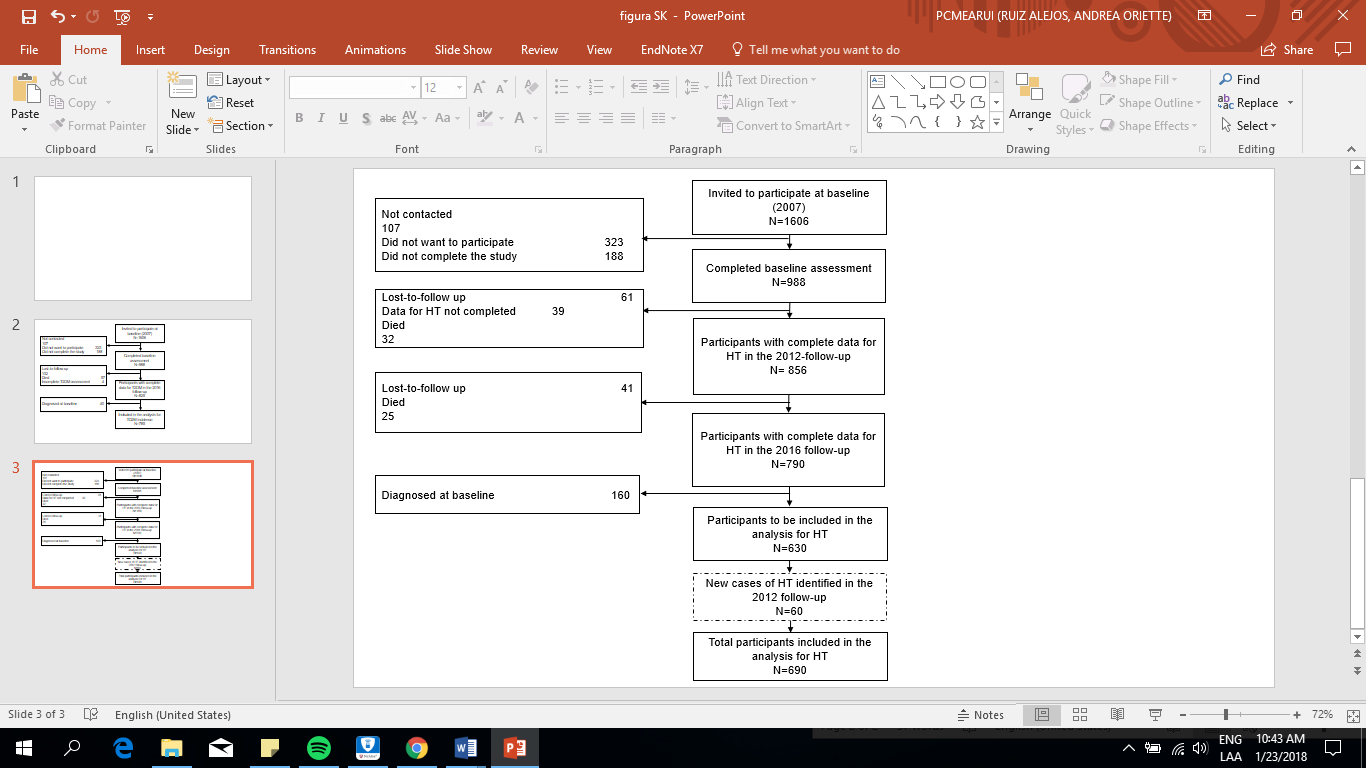 figura SK - PowerPoint
PCMEARUI (RUIZ ALEJOS, ANDREA ORIETTE)
File Home Insert Design Transitions Animations Slide Show Review View EndNote X7 Tell me what you want to do Share
Paste
Cut
Copy
Format Painter
Clipboard
New Slide
Layout
Reset
Section
Slides
12
B I U S abc AV Aa A
Font
Paragraph
Text Direction
Align Text
Convert to SmartArt
Arrange
Quick Styles
Shape Fill
Shape Outline
Shape Effects
Drawing
Find
Replace
Select
Editing
1
2
3
Invited to participate at baseline
(2007)
N=1606
Not contacted
107
Did not want to participate 323
Did not complete the study 188
Completed baseline assessment
N=988
Lost-to-follow up 61
Data for HT not completed 39
Died
32
Participants with complete data for
HT in the 2012-follow-up
N= 856
Lost-to-follow up 41
Died
25
Participants with complete data for
HT in the 2016 follow-up
N=790
Diagnosed at baseline 160
Participants to be included in the
analysis for HT
N=630
New cases of HT identified in the
2012 follow-up
N=60
Total participants included in the
analysis for HT
N=690
Slide 3 of 3
English (United States)
Notes
72%
ENG
LAA
10:43 AM
1/23/2018